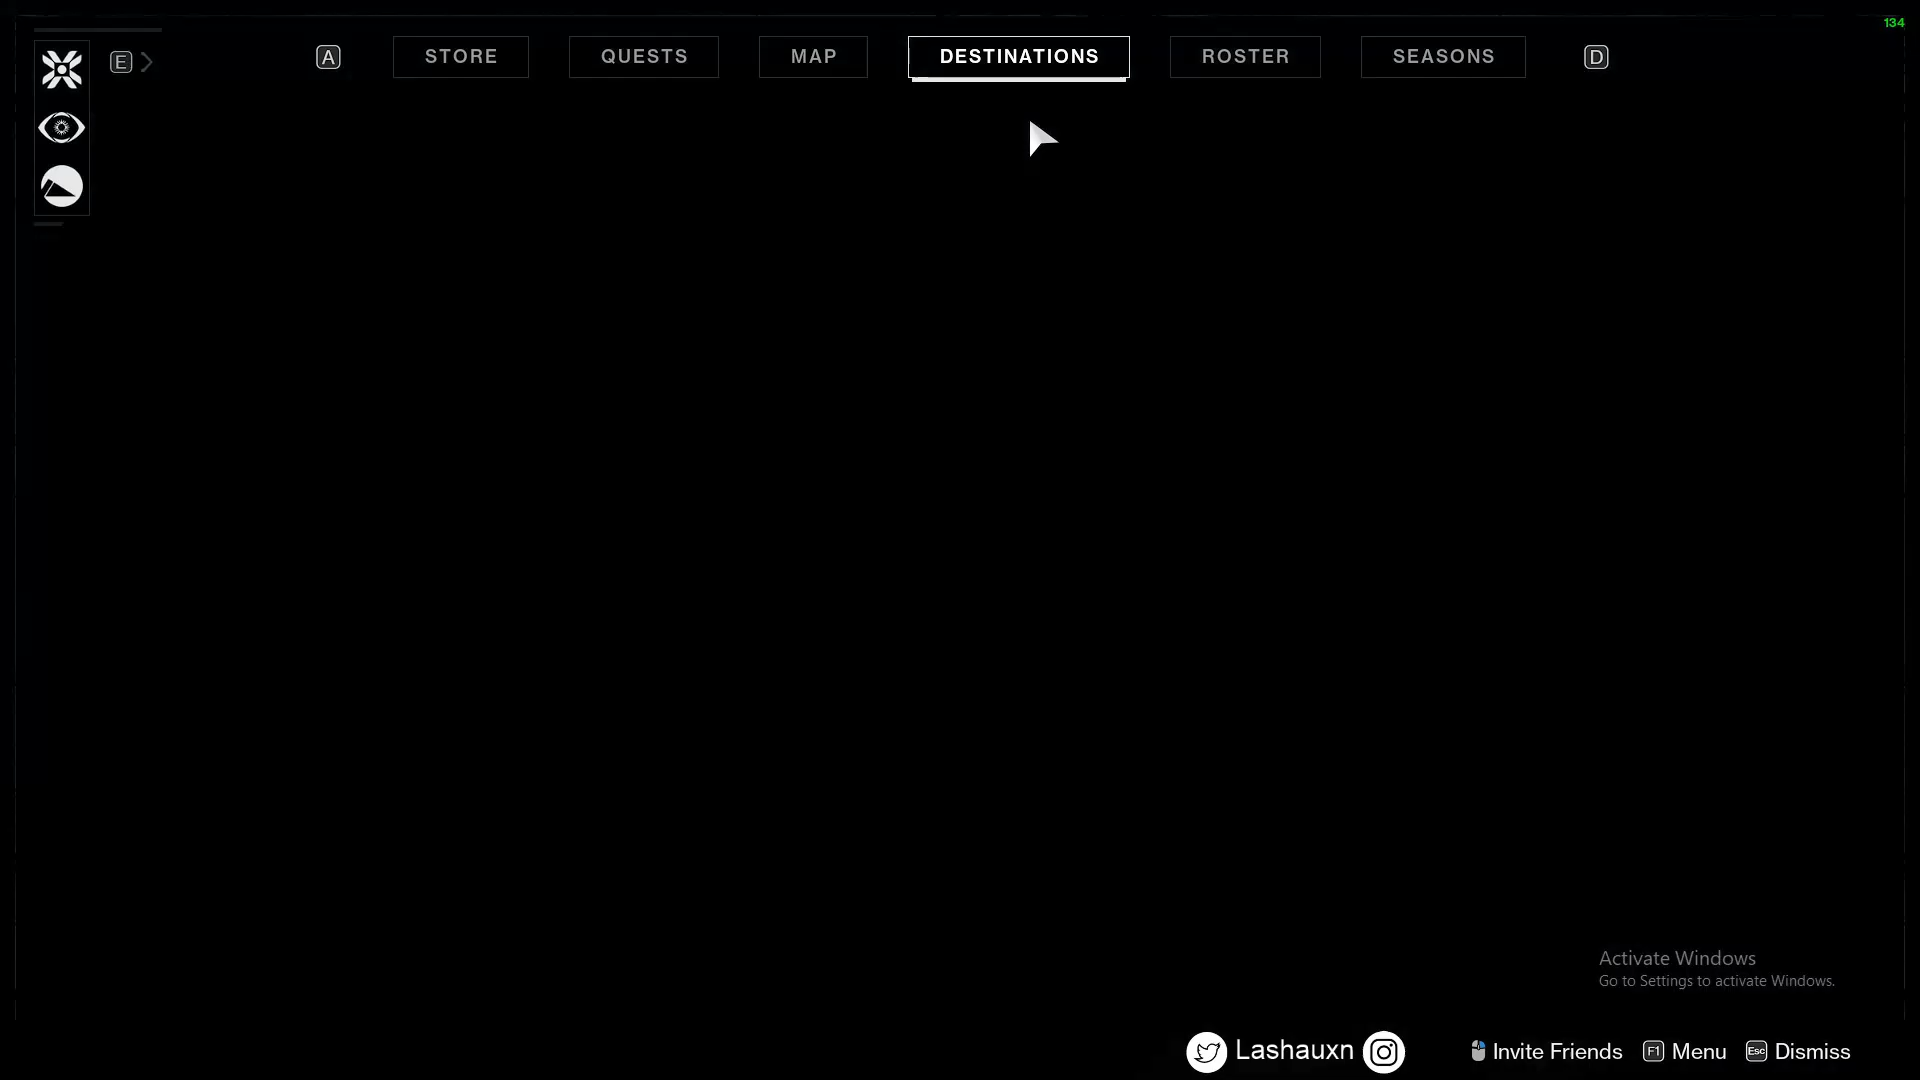 134
E
A
STORE
QUESTS
MAP
DESTINATIONS
ROSTER
SEASONS
D
Activate Windows
Go to Settings to activate Windows.
Lashauxn
Invite Friends
F1 Menu
Esc Dismiss